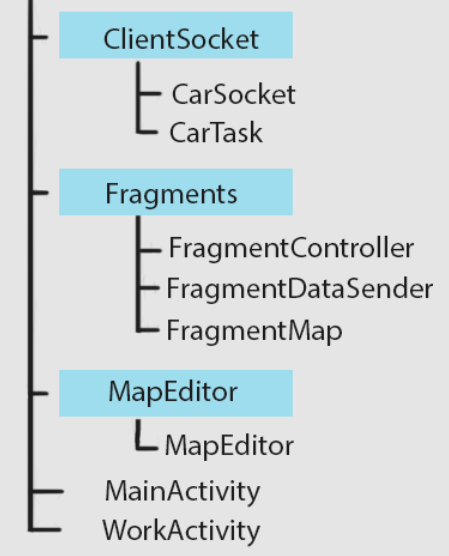 ClientSocket
CarSocket
CarTask
Fragments
FragmentController
FragmentDataSender
FragmentMap
MapEditor
MapEditor
MainActivity
WorkActivity